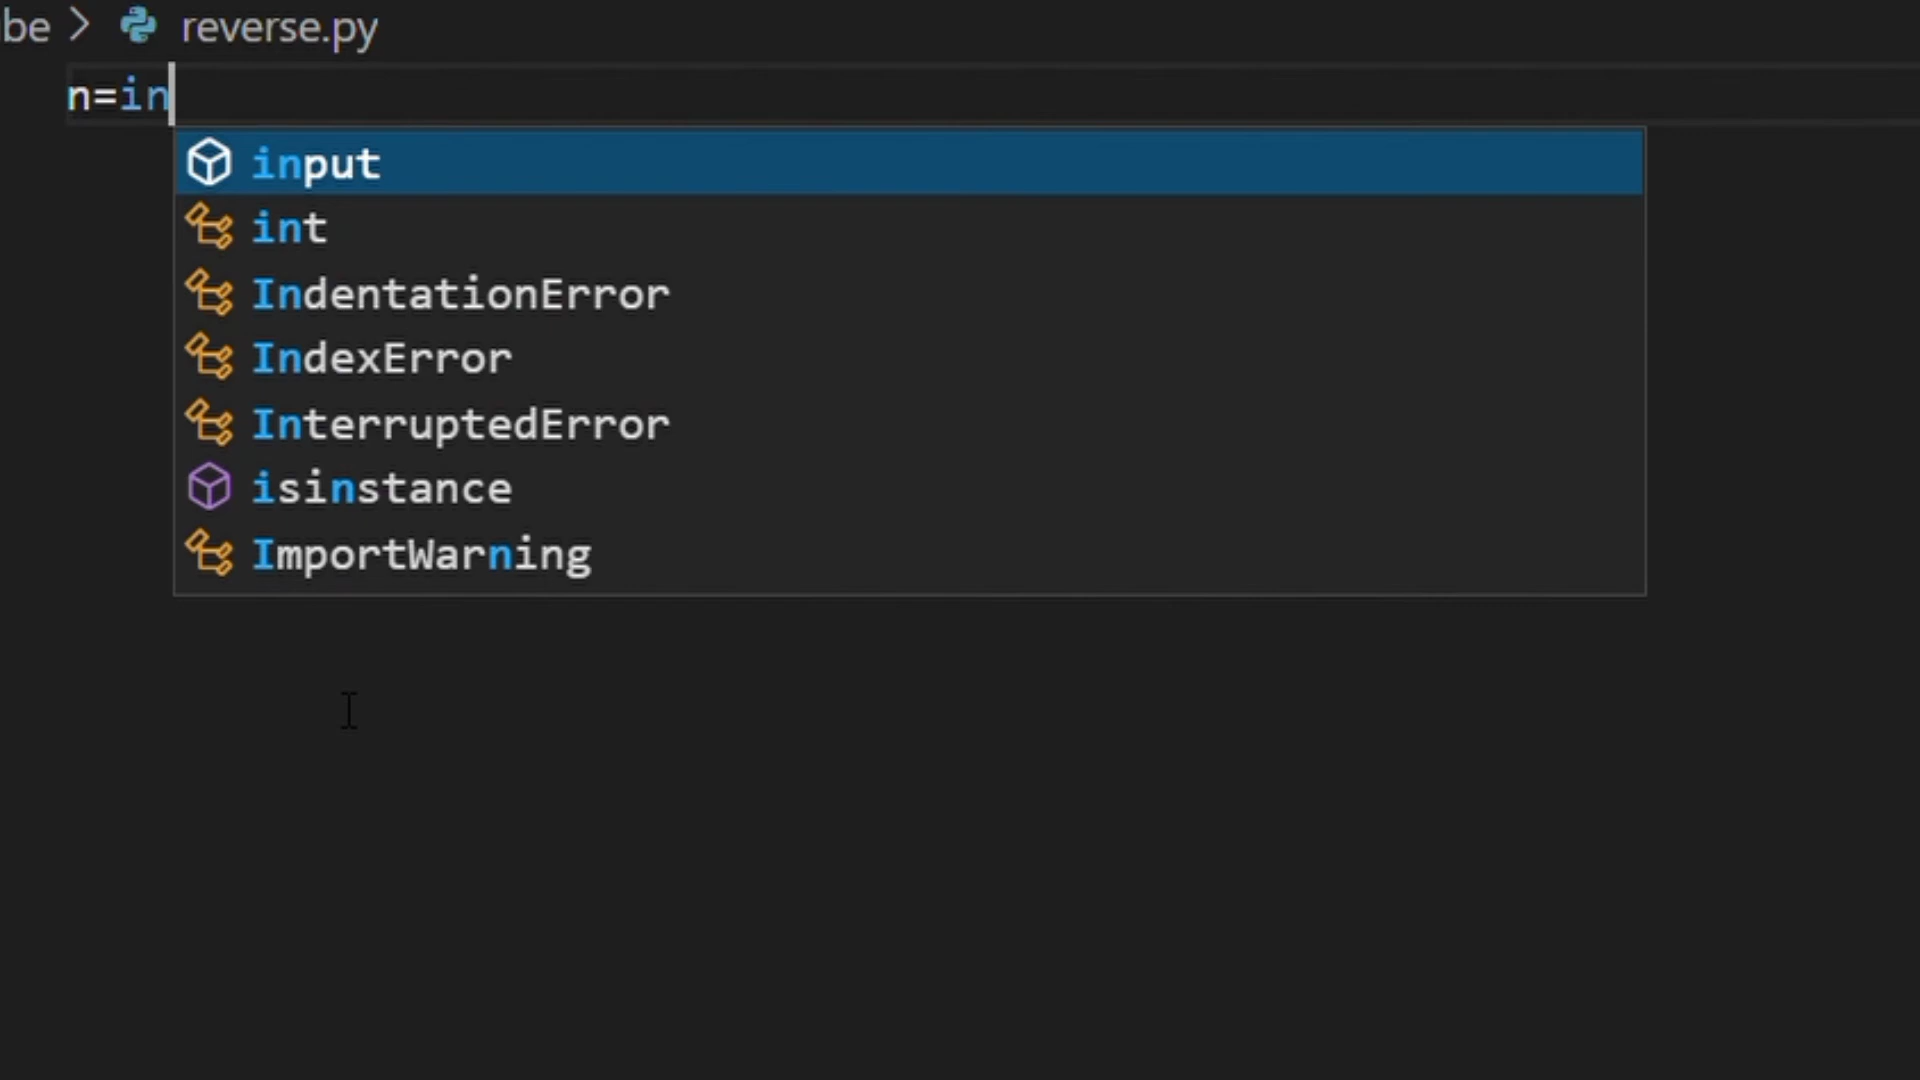 be > reverse.py
n=in
input
int
IndentationError
IndexError
InterruptedError
isinstance
ImportWarning